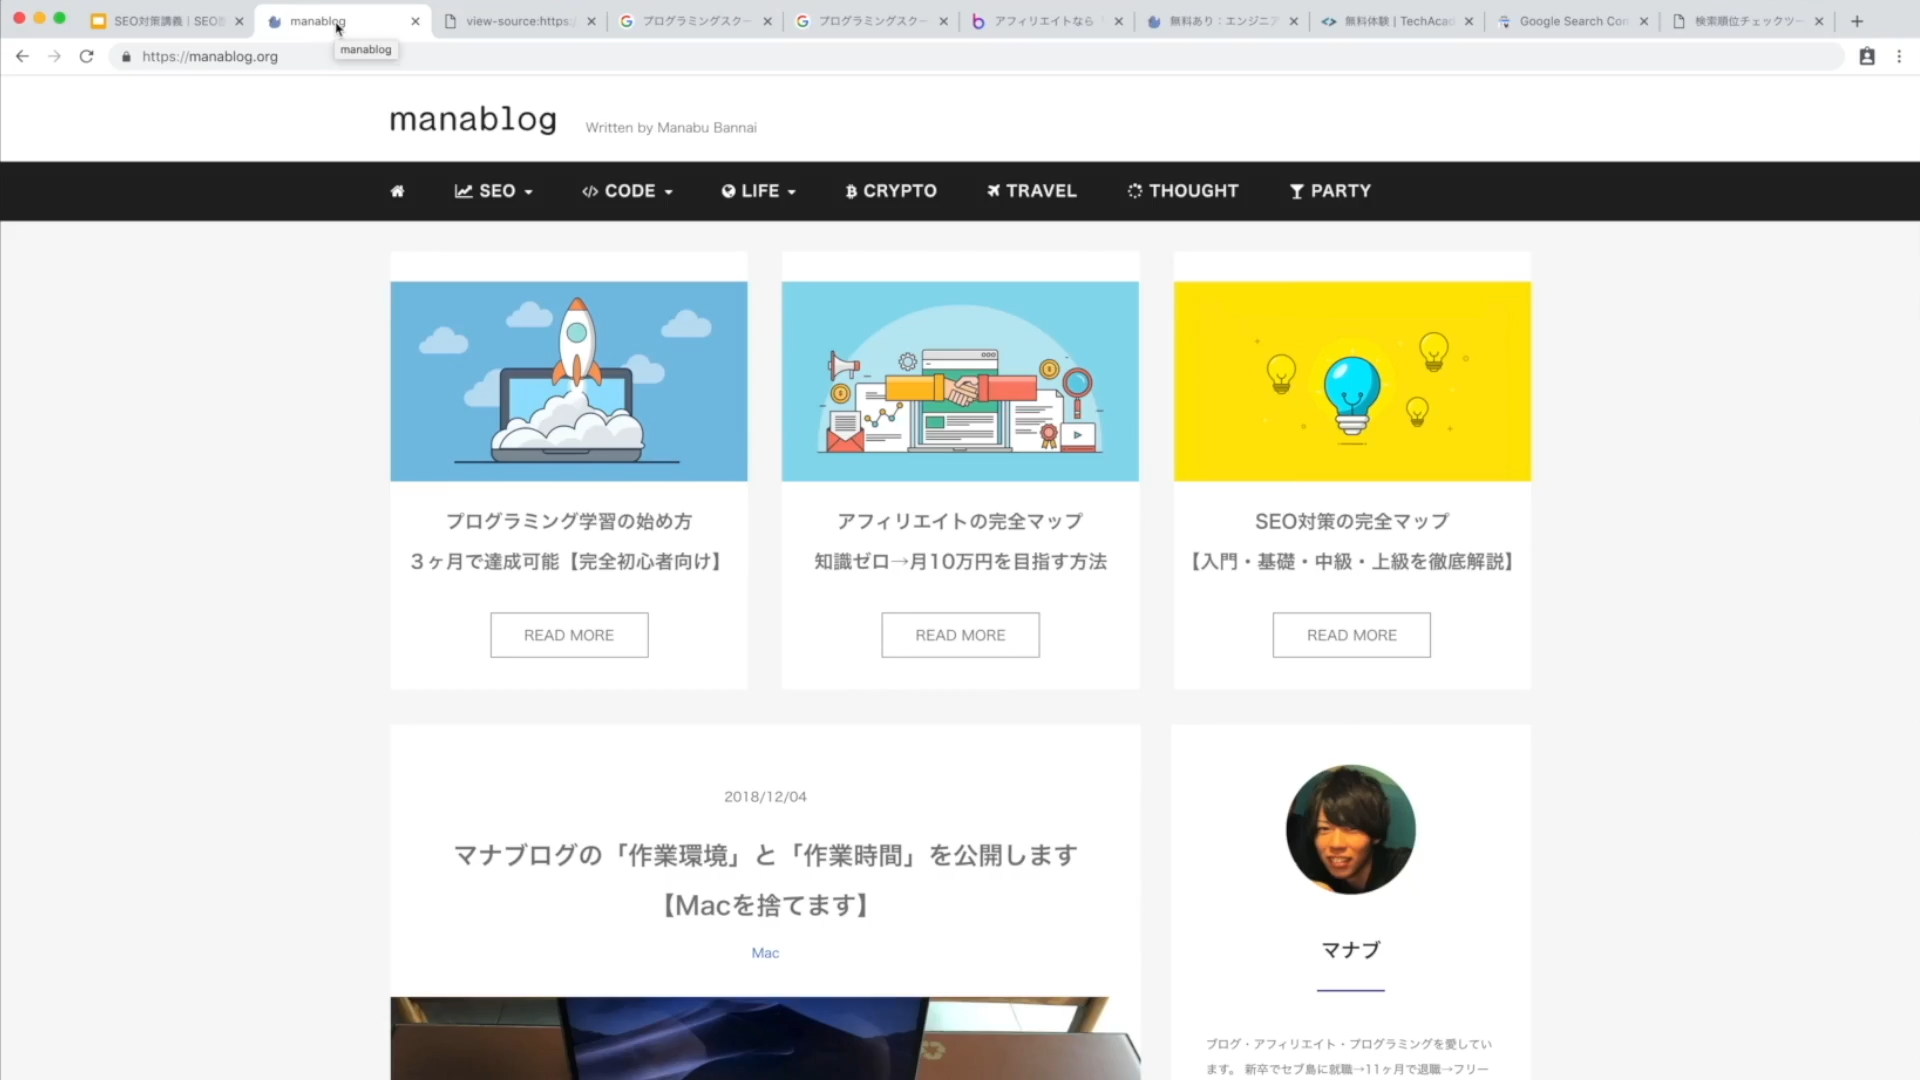 SEO対策講義 | SEO
manablog
view-source:https:
プログラミングスクー
プログラミングスクー
アフィリエイトなら
無料あり：エンジニア
無料体験 | TechAcad
Google Search Con
検索順位チェックツー
https://manablog.org
manablog
manablog
Written by Manabu Bannai
SEO
CODE
LIFE
CRYPTO
TRAVEL
THOUGHT
PARTY
プログラミング学習の始め方
３ヶ月で達成可能【完全初心者向け】
READ MORE
アフィリエイトの完全マップ
知識ゼロ→月10万円を目指す方法
READ MORE
SEO対策の完全マップ
【入門・基礎・中級・上級を徹底解説】
READ MORE
2018/12/04
マナブログの「作業環境」と「作業時間」を公開します
【Macを捨てます】
Mac
マナブ
ブログ・アフィリエイト・プログラミングを愛してい
ます。 新卒でセブ島に就職→11ヶ月で退職→フリー